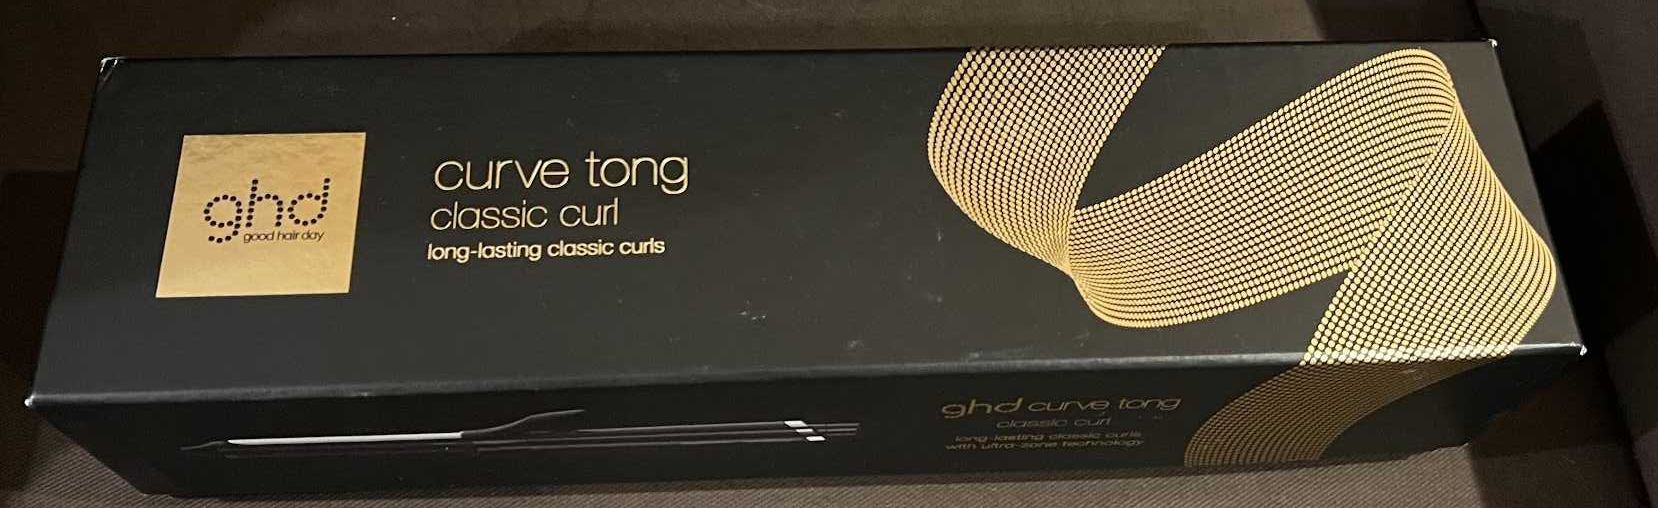 ghd
good hair day
curve tong
classic curl
long-lasting classic curls
ghd curve tong
classic curl
long-lasting classic curls
with ultra-zone technology